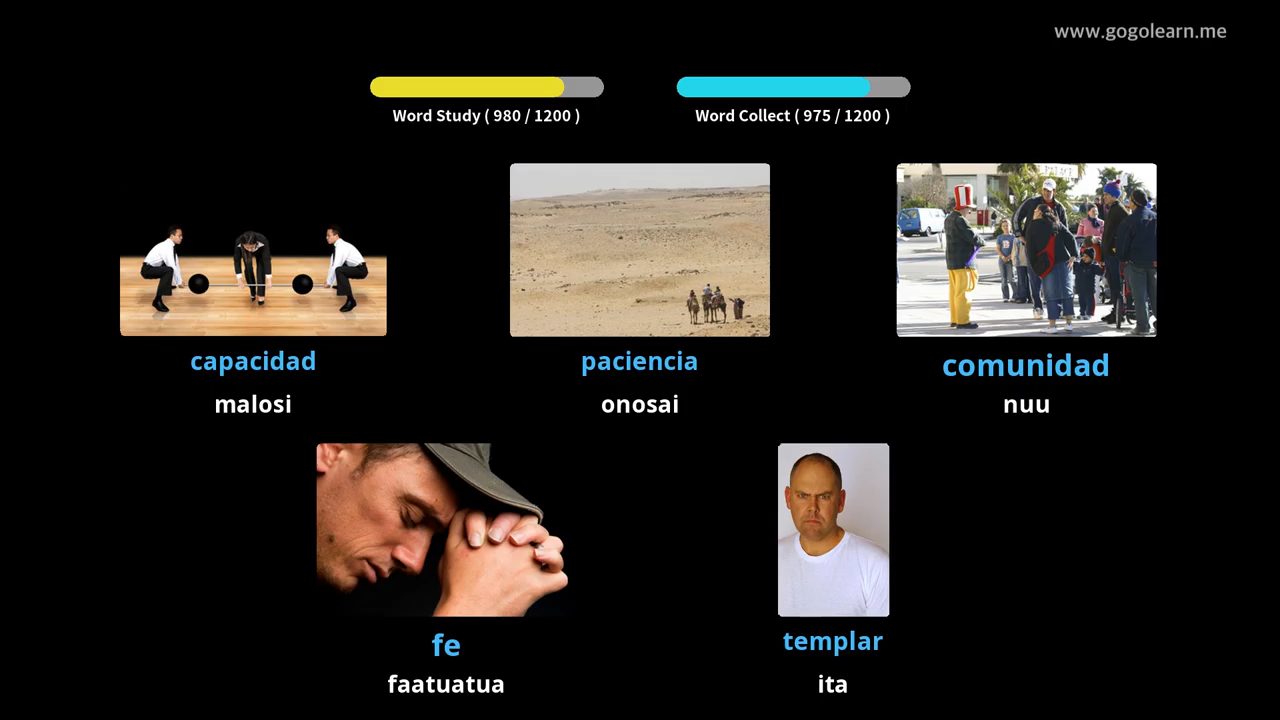 www.gogolearn.me
Word Study ( 980 / 1200 )
Word Collect ( 975 / 1200 )
capacidad
malosi
paciencia
onosai
comunidad
nuu
fe
faatuatua
templar
ita